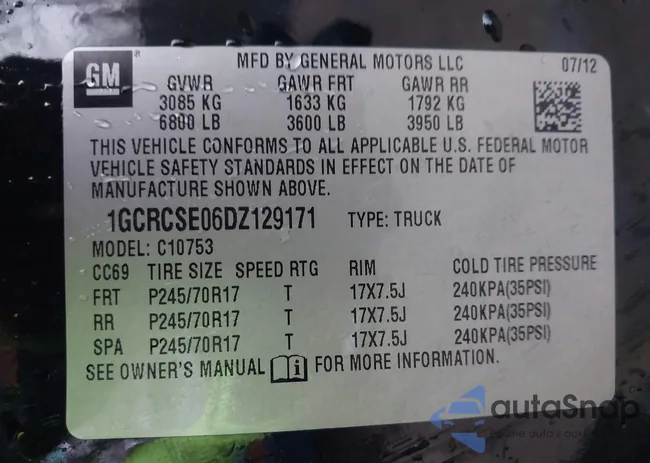 GM
MFD BY GENERAL MOTORS LLC 07/12
GVWR GAWR FRT GAWR RR
3085 KG 1633 KG 1792 KG
6800 LB 3600 LB 3950 LB
THIS VEHICLE CONFORMS TO ALL APPLICABLE U.S. FEDERAL MOTOR
VEHICLE SAFETY STANDARDS IN EFFECT ON THE DATE OF
MANUFACTURE SHOWN ABOVE.
1GCRCSE06DZ129171 TYPE: TRUCK
MODEL: C10753
CC69 TIRE SIZE SPEED RTG RIM COLD TIRE PRESSURE
FRT P245/70R17 T 17X7.5J 240KPA(35PSI)
RR P245/70R17 T 17X7.5J 240KPA(35PSI)
SPA P245/70R17 T 17X7.5J 240KPA(35PSI)
SEE OWNER'S MANUAL FOR MORE INFORMATION.
autoSnap